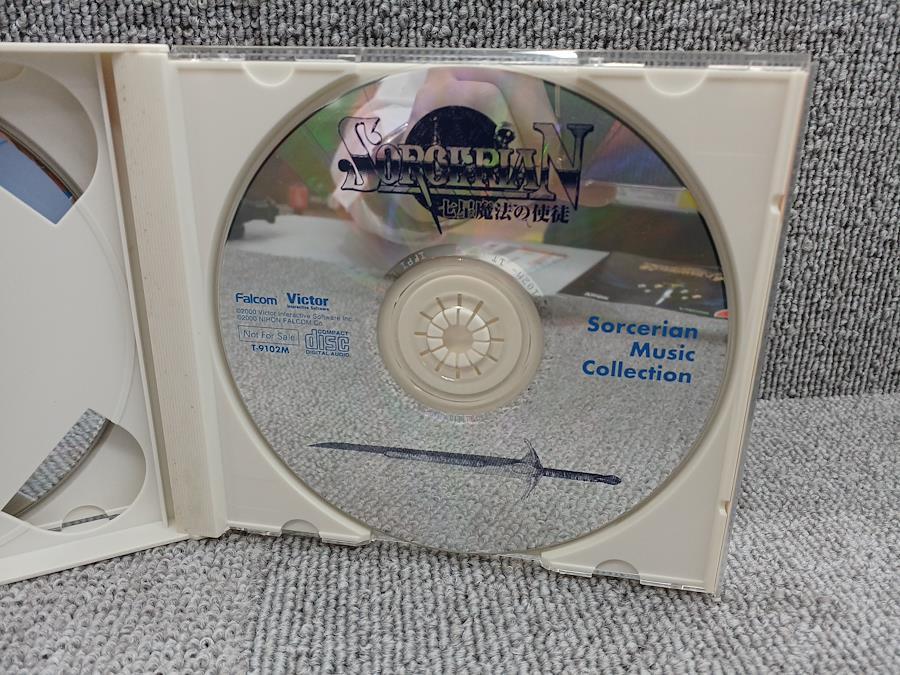 SORCERIAN
七星魔法の使徒
Falcom Victor
Interactive Software
©2000 Victor Interactive Software Inc.
©2000 NIHON FALCOM Co.
Not For Sale
T-9102M
COMPACT
disc
DIGITAL AUDIO
Sorcerian
Music
Collection
IFPI